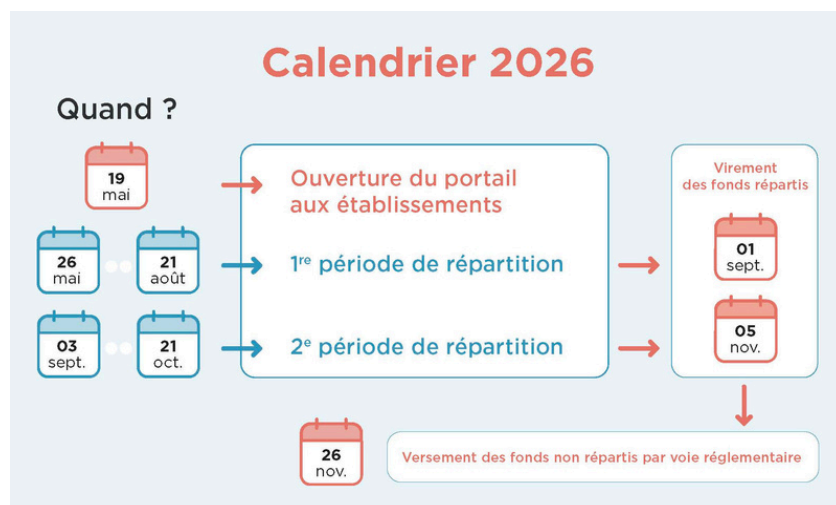 Calendrier 2026
Quand ?
19
mai
Ouverture du portail
aux établissements
Virement
des fonds répartis
26
mai
21
août
1re période de répartition
01
sept.
03
sept.
21
oct.
2e période de répartition
05
nov.
26
nov.
Versement des fonds non répartis par voie réglementaire